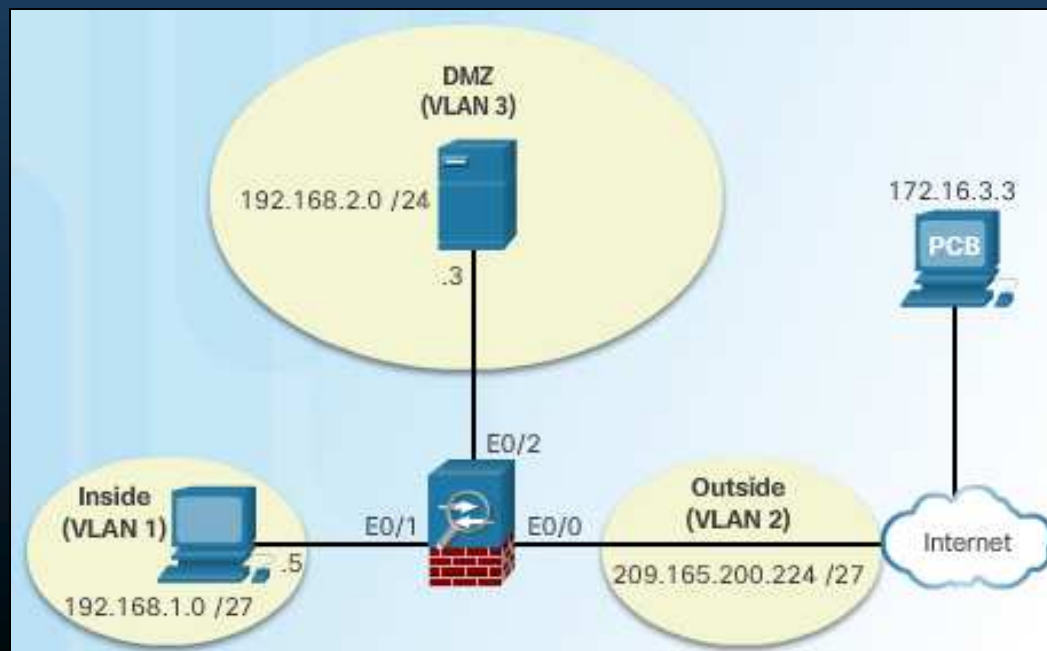 DMZ
(VLAN 3)
192.168.2.0 /24
.3
172.16.3.3
PCB
E0/2
Inside
(VLAN 1)
.5
192.168.1.0 /27
E0/1
E0/0
Outside
(VLAN 2)
209.165.200.224 /27
Internet